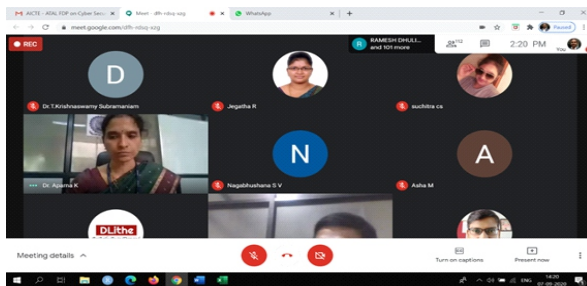 AICTE - ATAL FDP on Cyber Secu
Meet - dfh-rdsq-xzg
WhatsApp
meet.google.com/dfh-rdsq-xzg
Paused
REC
R
RAMESH DHULI...
and 101 more
2:20 PM
You
D
Dr.T.Krishnaswamy Subramaniam
Jegatha R
suchitra cs
Dr. Aparna K
N
Nagabhushana S V
A
Asha M
DLithe
Meeting details
Turn on captions
Present now
ENG
14:20
07-09-2020